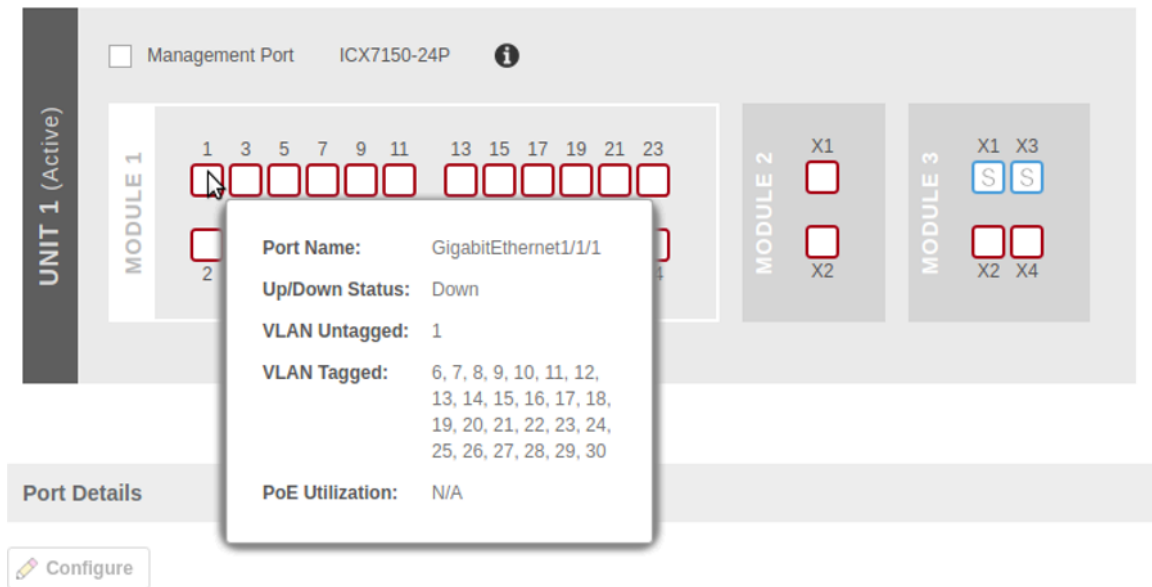 UNIT 1 (Active)
Management Port ICX7150-24P
MODULE 1
1 3 5 7 9 11 13 15 17 19 21 23
2
Port Name: GigabitEthernet1/1/1
Up/Down Status: Down
VLAN Untagged: 1
VLAN Tagged: 6, 7, 8, 9, 10, 11, 12,
13, 14, 15, 16, 17, 18,
19, 20, 21, 22, 23, 24,
25, 26, 27, 28, 29, 30
PoE Utilization: N/A
MODULE 2
X1
X2
MODULE 3
X1 X3
S S
X2 X4
Port Details
Configure